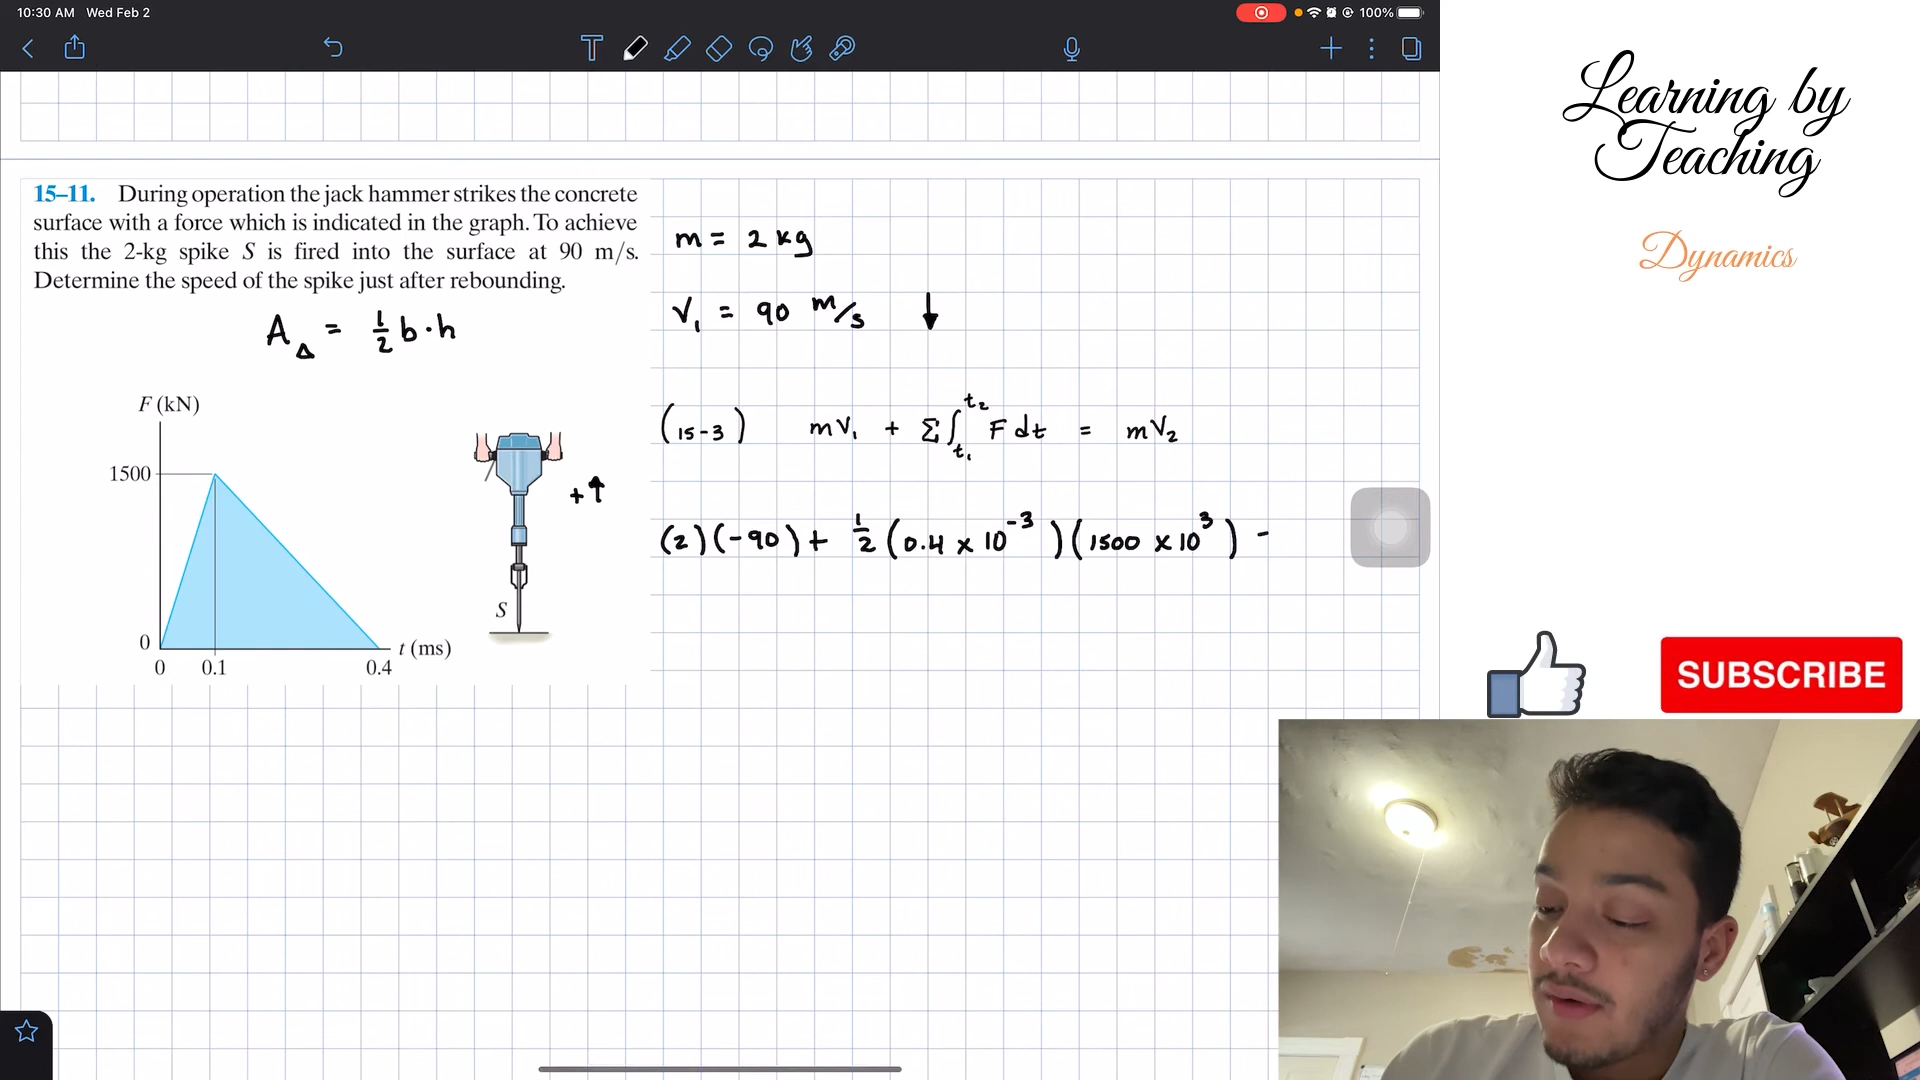 10:30 AM Wed Feb 2
100%
Learning by
Teaching
Dynamics
15–11. During operation the jack hammer strikes the concrete
surface with a force which is indicated in the graph. To achieve
this the 2-kg spike S is fired into the surface at 90 m/s.
Determine the speed of the spike just after rebounding.
A△ = 1/2 b·h
m = 2 kg
V₁ = 90 m/s ↓
F (kN)
1500
0
0 0.1 0.4 t (ms)
S
+↑
(15-3) mV₁ + Σ∫t₁t₂ F dt = mV₂
(2)(-90) + 1/2 (0.4 x 10⁻³)(1500 x 10³) -
SUBSCRIBE